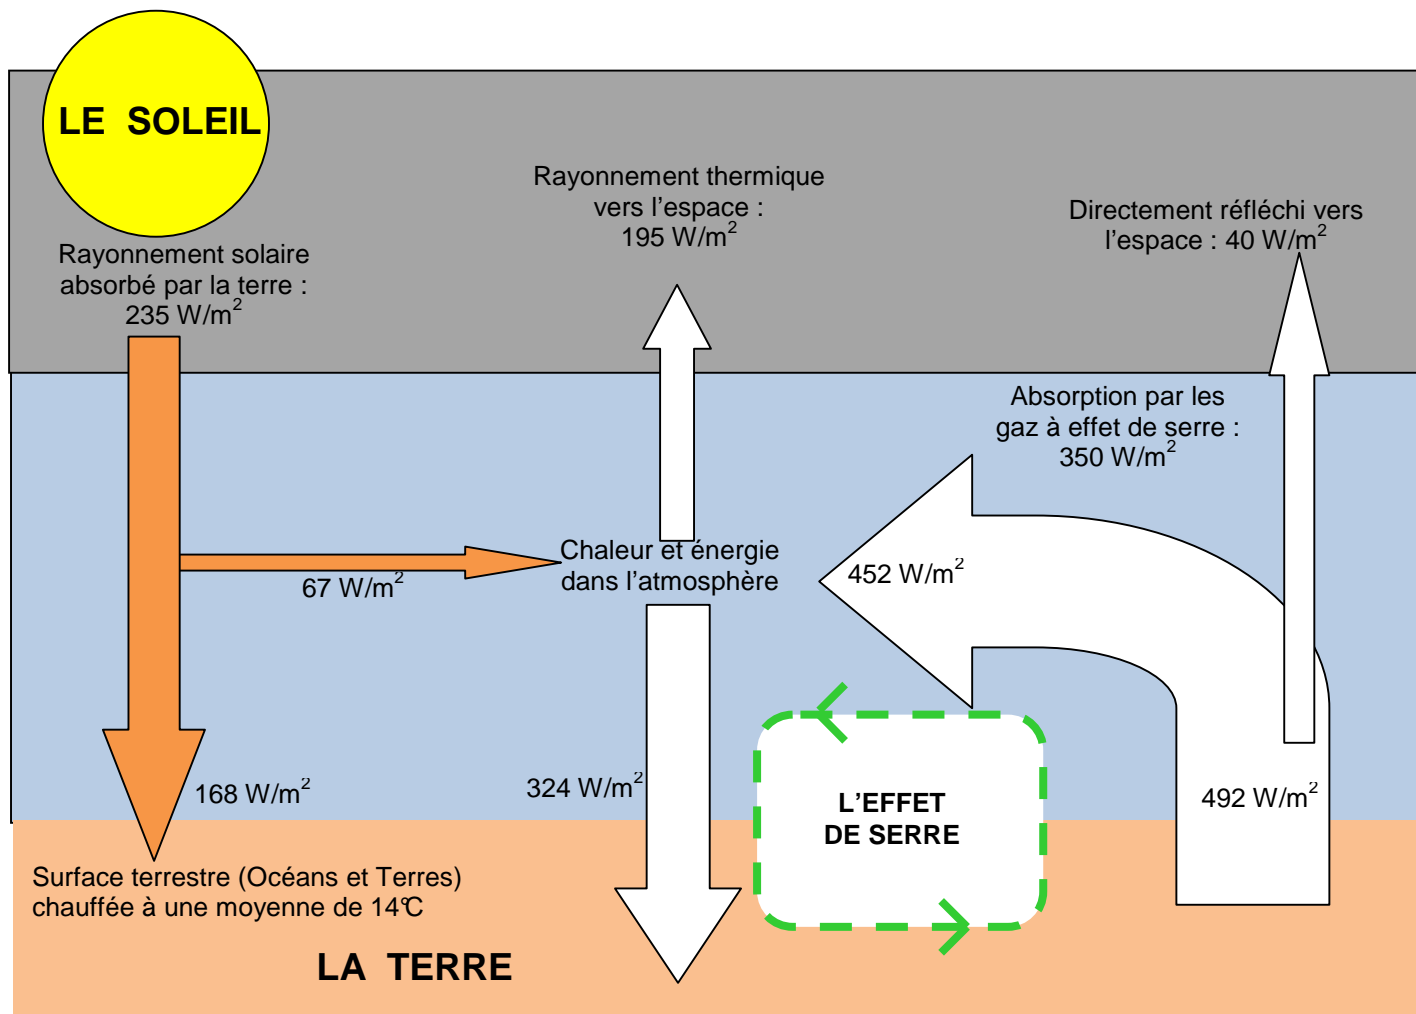 LE SOLEIL
Rayonnement solaire
absorbé par la terre :
235 W/m²
Rayonnement thermique
vers l’espace :
195 W/m²
Directement réfléchi vers
l’espace : 40 W/m²
Absorption par les
gaz à effet de serre :
350 W/m²
Chaleur et énergie
dans l’atmosphère
67 W/m²
452 W/m²
168 W/m²
324 W/m²
L’EFFET
DE SERRE
492 W/m²
Surface terrestre (Océans et Terres)
chauffée à une moyenne de 14°C
LA TERRE